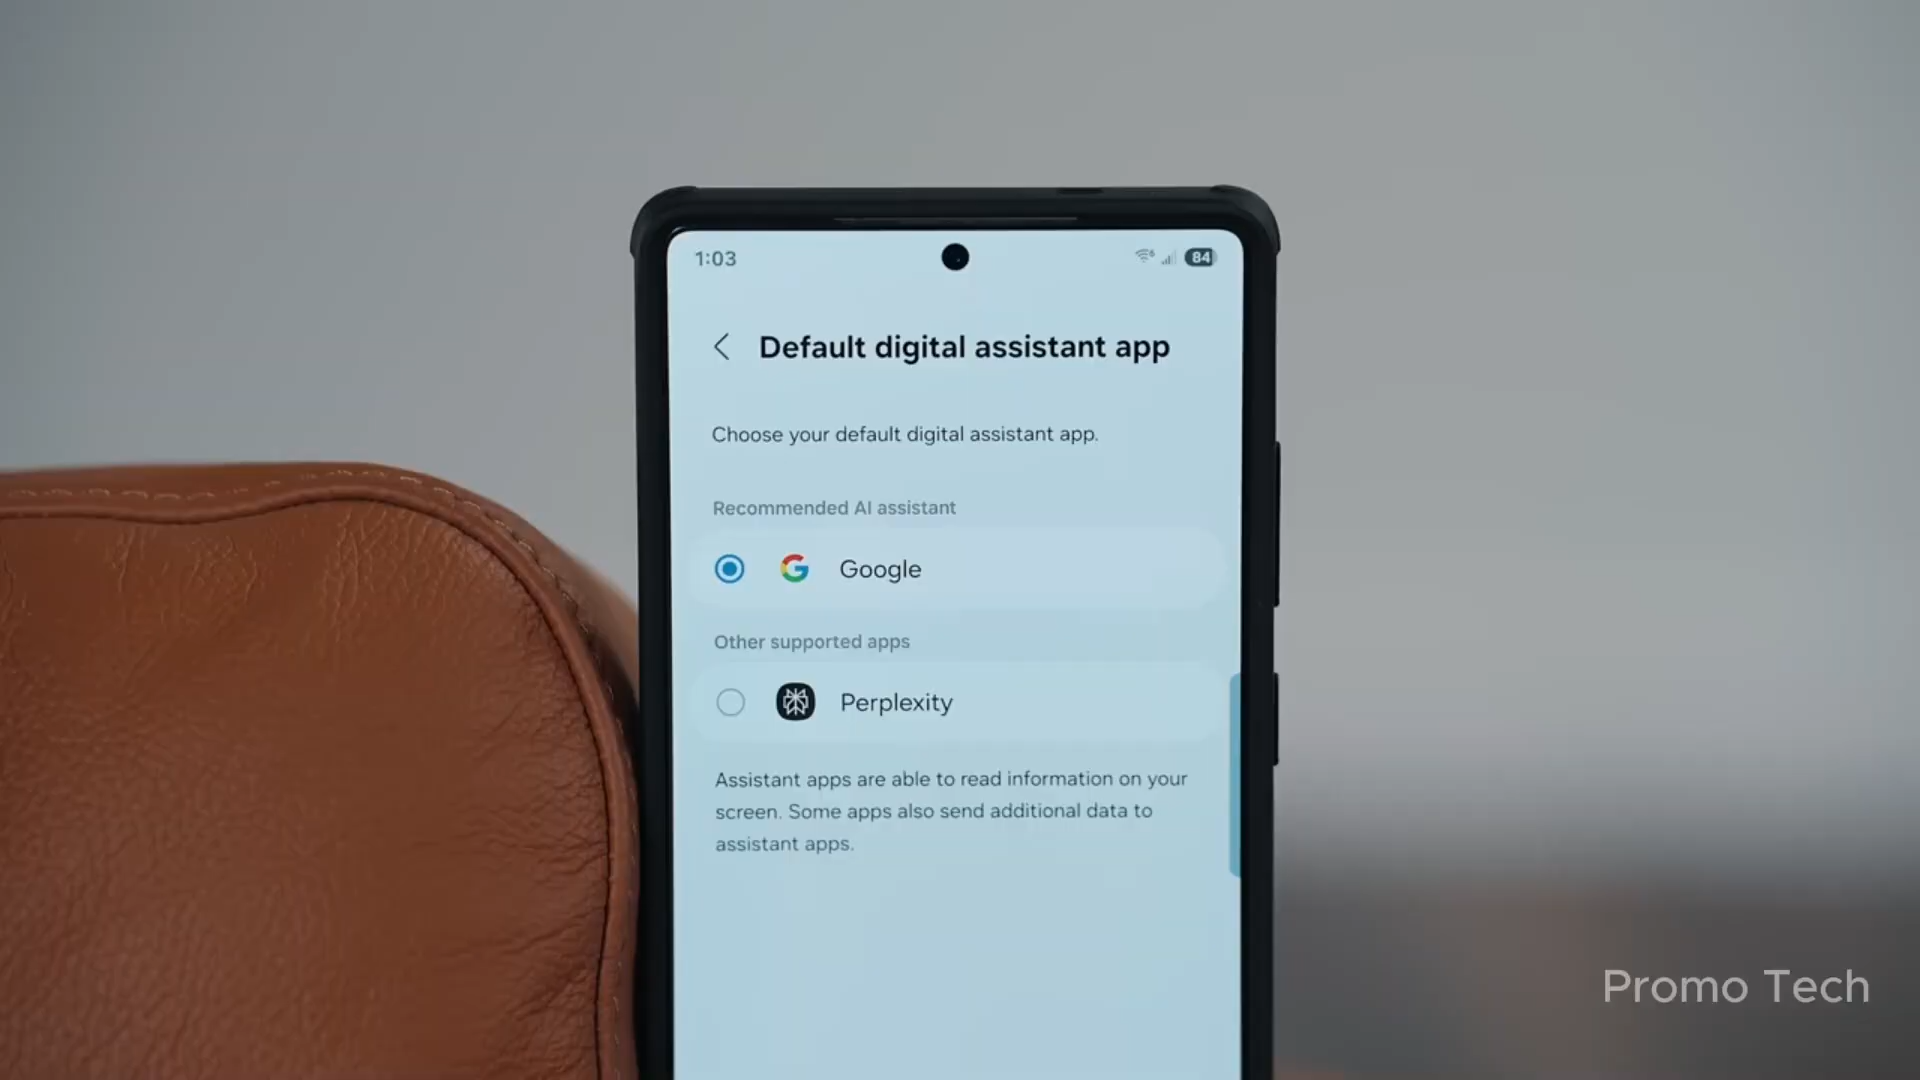 1:03
84
Default digital assistant app
Choose your default digital assistant app.
Recommended AI assistant
Google
Other supported apps
Perplexity
Assistant apps are able to read information on your
screen. Some apps also send additional data to
assistant apps.
Promo Tech